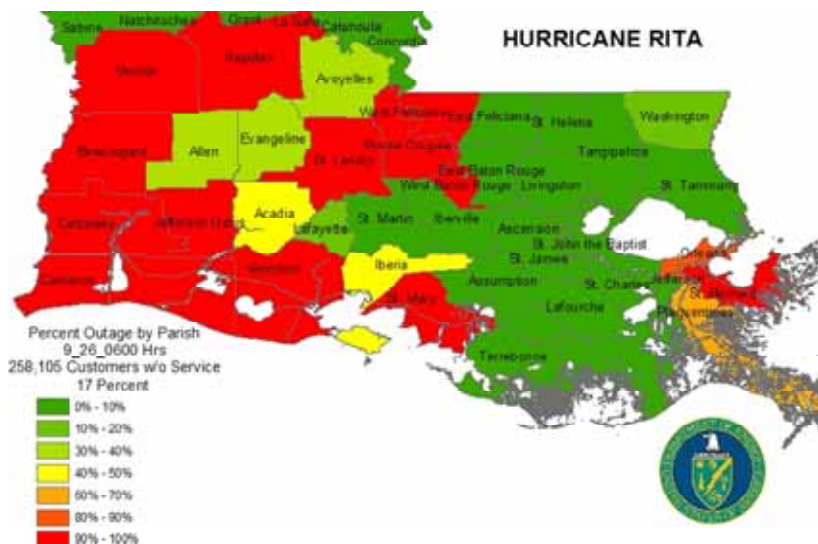 HURRICANE RITA
Sabine
Natchitoches
Grant
La Salle
Catahoula
Concordia
Vernon
Rapides
Avoyelles
West Feliciana
East Feliciana
St. Helena
Washington
Beauregard
Allen
Evangeline
St. Landry
Pointe Coupee
Tangipahoa
East Baton Rouge
West Baton Rouge
Livingston
St. Tammany
Calcasieu
Jefferson Davis
Acadia
Lafayette
St. Martin
Iberville
Ascension
St. John the Baptist
St. James
Orleans
Cameron
Vermilion
Iberia
St. Mary
Assumption
St. Charles
Jefferson
St. Bernard
Lafourche
Plaquemines
Terrebonne
Percent Outage by Parish
9_26_0600 Hrs
258,105 Customers w/o Service
17 Percent
0% - 10%
10% - 20%
30% - 40%
40% - 50%
60% - 70%
80% - 90%
90% - 100%